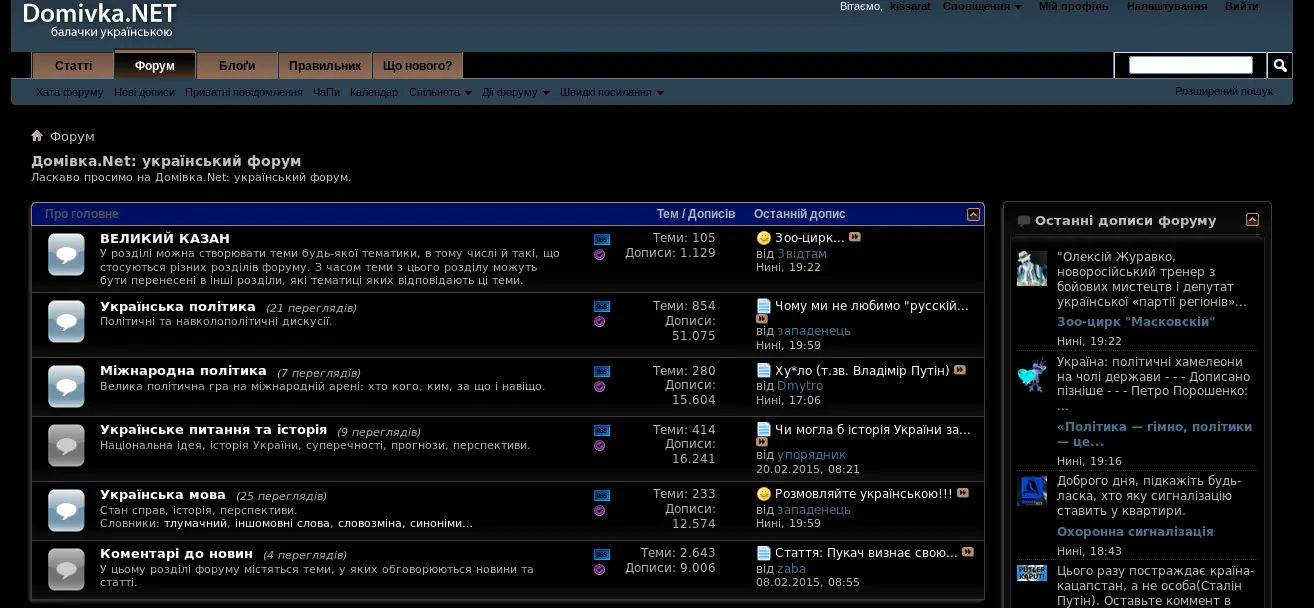 Domivka.NET
балачки українською
Вітаємо, kissarat Сповіщення Мій профіль Налаштування Вийти
Статті Форум Блоґи Правильник Що нового?
Хата форуму Нові дописи Приватні повідомлення ЧаПи Календар Спільнота Дії форуму Швидкі посилання Розширений пошук
Форум
Домівка.Net: український форум
Ласкаво просимо на Домівка.Net: український форум.
Про головне Тем / Дописів Останній допис
ВЕЛИКИЙ КАЗАН
У розділі можна створювати теми будь-якої тематики, в тому числі й такі, що
стосуються різних розділів форуму. З часом теми з цього розділу можуть
бути перенесені в інші розділи, які тематиці яких відповідають ці теми.
Теми: 105
Дописи: 1.129
Зоо-цирк...
від Звідтам
Нині, 19:22
Українська політика (21 переглядів)
Політичні та навколополітичні дискусії.
Теми: 854
Дописи:
51.075
Чому ми не любимо "русскій...
від западенець
Нині, 19:59
Міжнародна політика (7 переглядів)
Велика політична гра на міжнародній арені: хто кого, ким, за що і навіщо.
Теми: 280
Дописи:
15.604
Ху*ло (т.зв. Владімір Путін)
від Dmytro
Нині, 17:06
Українське питання та історія (9 переглядів)
Національна ідея, історія України, суперечності, прогнози, перспективи.
Теми: 414
Дописи:
16.241
Чи могла б історія України за...
від упорядник
20.02.2015, 08:21
Українська мова (25 переглядів)
Стан справ, історія, перспективи.
Словники: тлумачний, іншомовні слова, словозміна, синоніми...
Теми: 233
Дописи:
12.574
Розмовляйте українською!!!
від западенець
Нині, 19:59
Коментарі до новин (4 переглядів)
У цьому розділі форуму містяться теми, у яких обговорюються новини та
статті.
Теми: 2.643
Дописи: 9.006
Стаття: Пукач визнає свою...
від zaba
08.02.2015, 08:55
Останні дописи форуму
"Олексій Журавко,
новоросійський тренер з
бойових мистецтв і депутат
української «партії регіонів»...
Зоо-цирк "Масковскій"
Нині, 19:22
Україна: політичні хамелеони
на чолі держави - - - Дописано
пізніше - - - Петро Порошенко:
...
«Політика — гімно, політики
— це...
Нині, 19:16
Доброго дня, підкажіть будь-
ласка, хто яку сигналізацію
ставить у квартири.
Охоронна сигналізація
Нині, 18:43
PUTLER
KAPUT!
Цього разу постраждає країна-
кацапстан, а не особа(Сталін
Путін). Оставьте коммент в